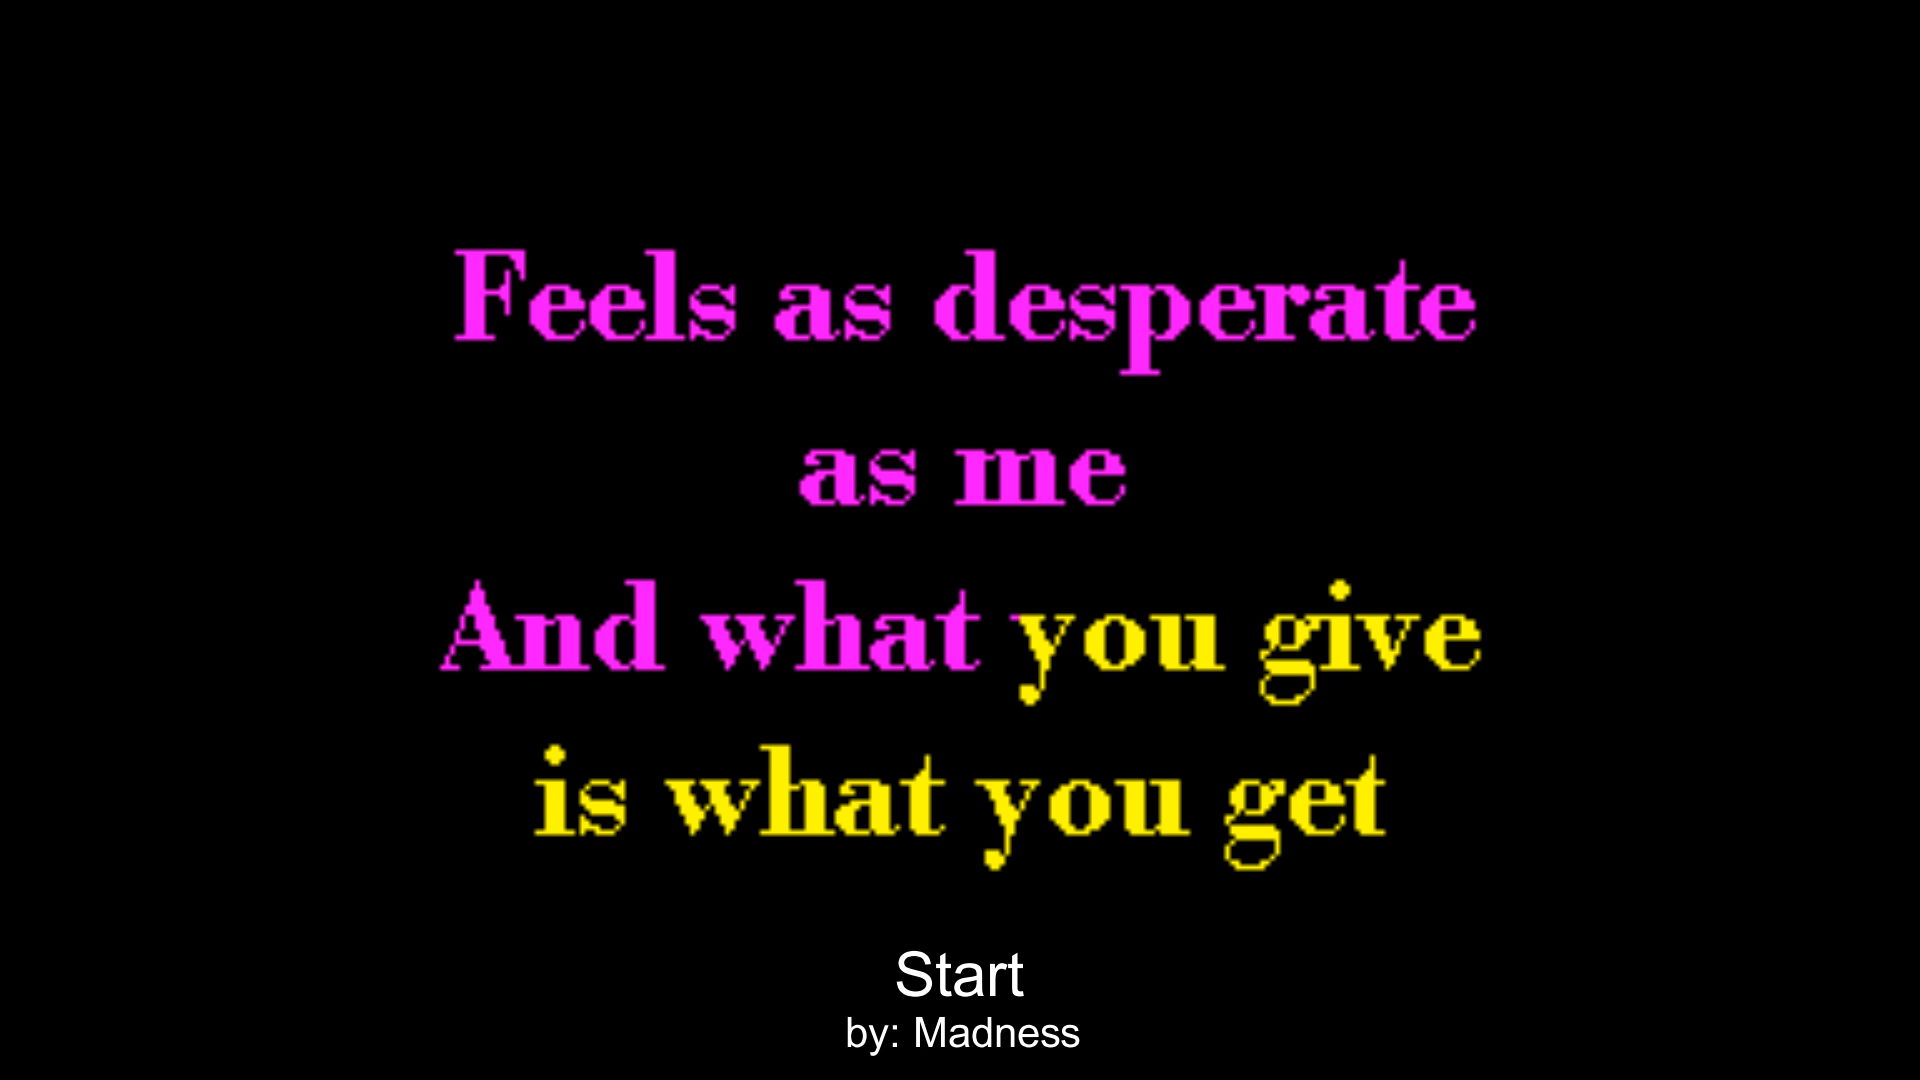 Feels as desperate
as me
And what you give
is what you get
Start
by: Madness